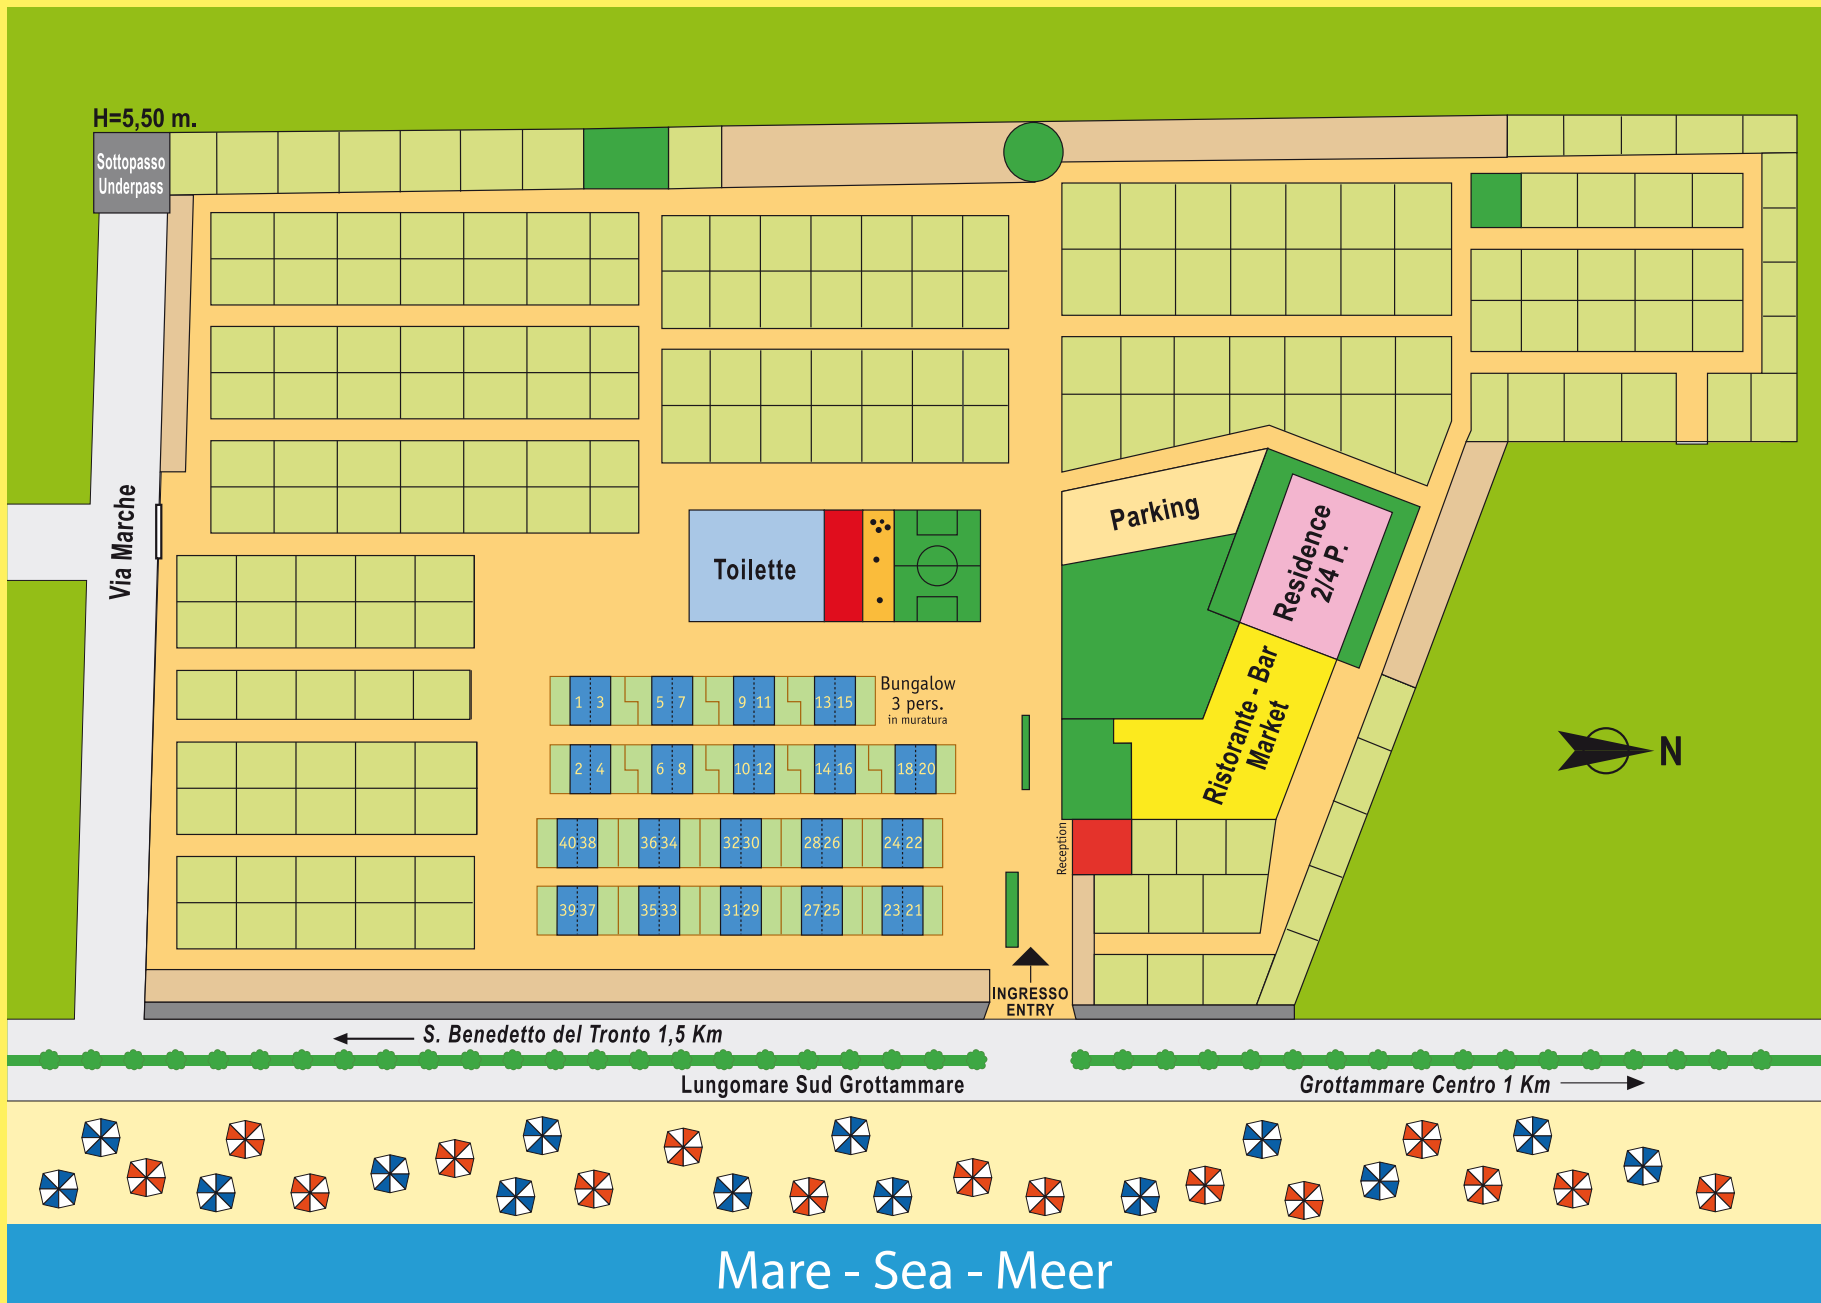 H=5,50 m.
Sottopasso
Underpass
Via Marche
Parking
Residence
2/4 P.
Toilette
Bungalow
3 pers.
in muratura
1 3 5 7 9 11 13 15
2 4 6 8 10 12 14 16 18 20
40 38 36 34 32 30 28 26 24 22
39 37 35 33 31 29 27 25 23 21
Ristorante - Bar
Market
N
Reception
INGRESSO
ENTRY
S. Benedetto del Tronto 1,5 Km
Lungomare Sud Grottammare
Grottammare Centro 1 Km
Mare - Sea - Meer